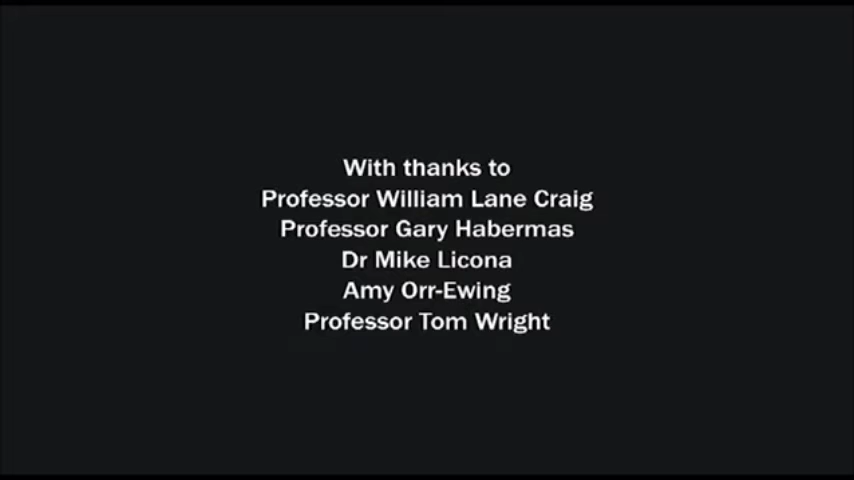 With thanks to
Professor William Lane Craig
Professor Gary Habermas
Dr Mike Licona
Amy Orr-Ewing
Professor Tom Wright